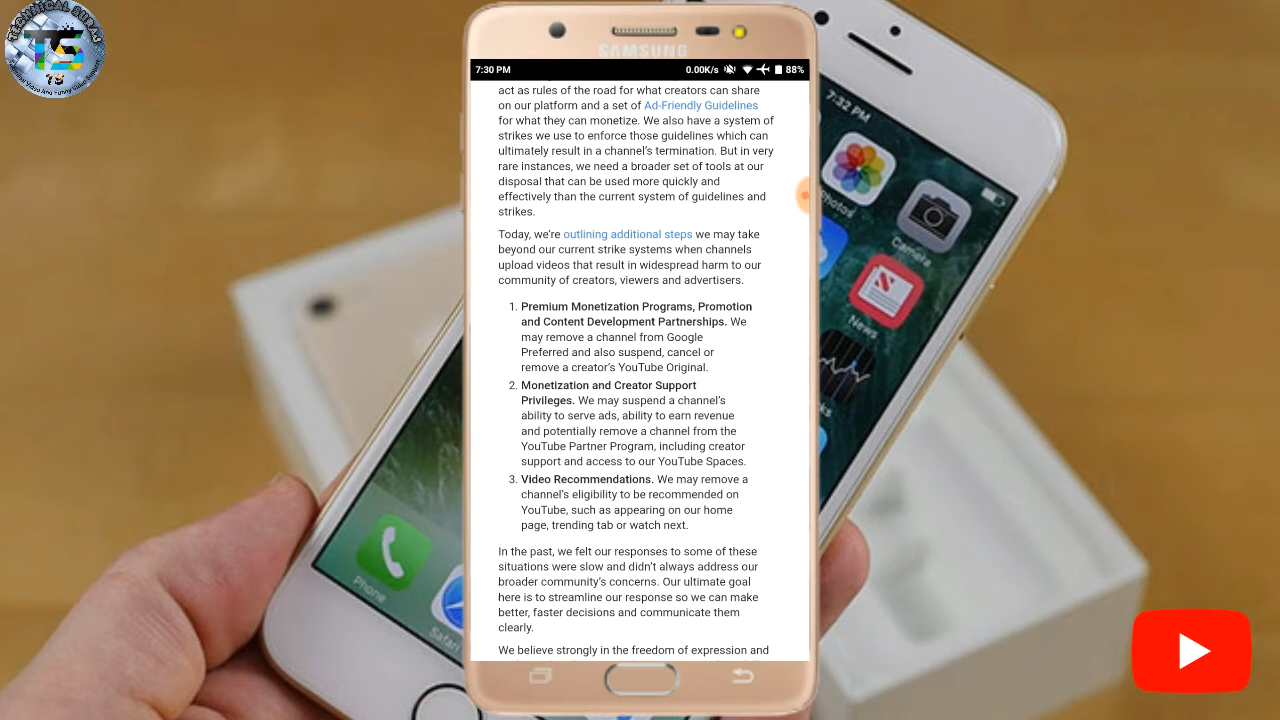 TECHNICAL SURAJ
TS
TS
SAMSUNG
7:30 PM
0.00K/s
88%
act as rules of the road for what creators can share
on our platform and a set of Ad-Friendly Guidelines
for what they can monetize. We also have a system of
strikes we use to enforce those guidelines which can
ultimately result in a channel's termination. But in very
rare instances, we need a broader set of tools at our
disposal that can be used more quickly and
effectively than the current system of guidelines and
strikes.
Today, we're outlining additional steps we may take
beyond our current strike systems when channels
upload videos that result in widespread harm to our
community of creators, viewers and advertisers.
1. Premium Monetization Programs, Promotion
and Content Development Partnerships. We
may remove a channel from Google
Preferred and also suspend, cancel or
remove a creator's YouTube Original.
2. Monetization and Creator Support
Privileges. We may suspend a channel's
ability to serve ads, ability to earn revenue
and potentially remove a channel from the
YouTube Partner Program, including creator
support and access to our YouTube Spaces.
3. Video Recommendations. We may remove a
channel's eligibility to be recommended on
YouTube, such as appearing on our home
page, trending tab or watch next.
In the past, we felt our responses to some of these
situations were slow and didn't always address our
broader community's concerns. Our ultimate goal
here is to streamline our response so we can make
better, faster decisions and communicate them
clearly.
We believe strongly in the freedom of expression and
7:32 PM
Photos
Camera
News
Phone
Safari